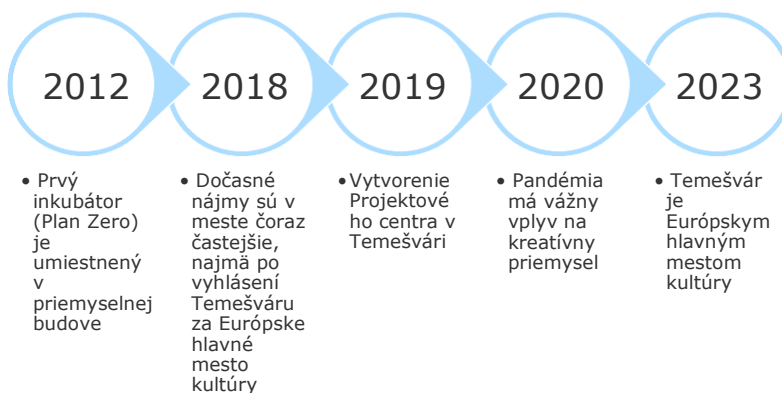 2012
2018
2019
2020
2023
• Prvý
inkubátor
(Plan Zero)
je
umiestnený
v
priemyselnej
budove
• Dočasné
nájmy sú v
meste čoraz
častejšie,
najmä po
vyhlásení
Temešváru
za Európske
hlavné
mesto
kultúry
• Vytvorenie
Projektové
ho centra v
Temešvári
• Pandémia
má vážny
vplyv na
kreatívny
priemysel
• Temešvár
je
Európskym
hlavným
mestom
kultúry